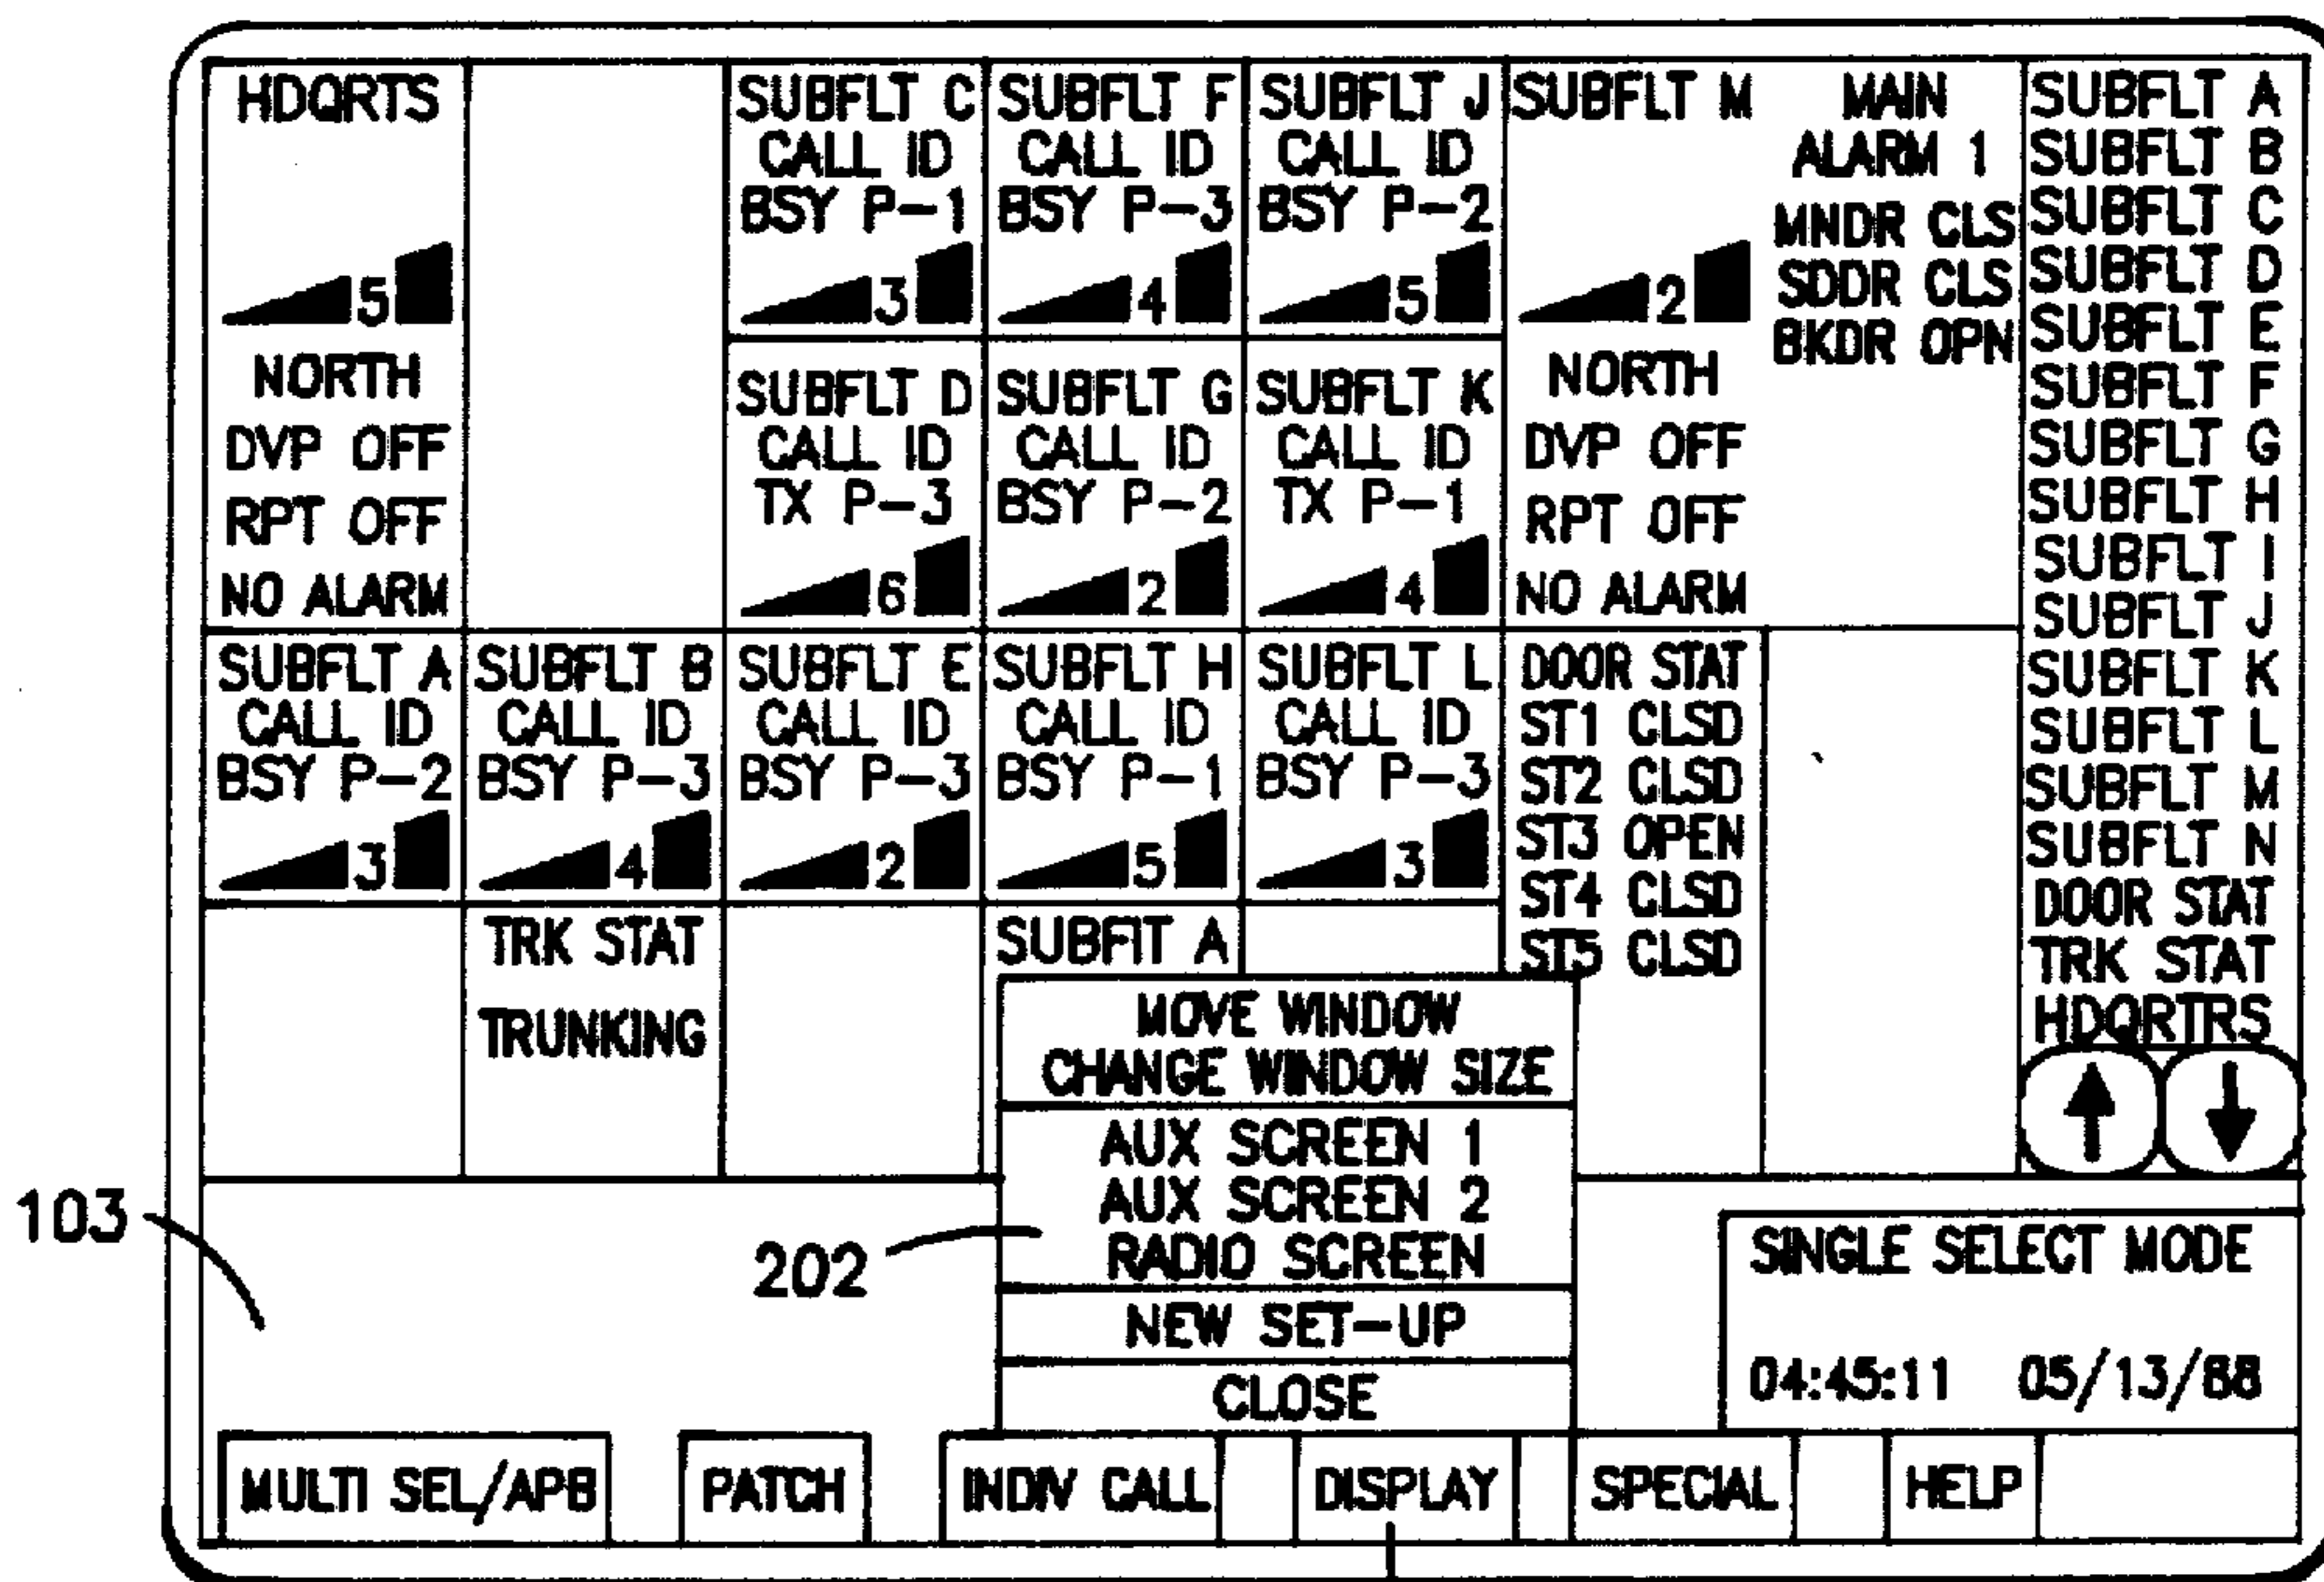 HDQRTS
5
NORTH
DVP OFF
RPT OFF
NO ALARM
SUBFLT C
CALL ID
BSY P-1
3
SUBFLT F
CALL ID
BSY P-3
4
SUBFLT J
CALL ID
BSY P-2
5
SUBFLT M
2
NORTH
DVP OFF
RPT OFF
NO ALARM
MAIN
ALARM 1
MNDR CLS
SDDR CLS
BKDR OPN
SUBFLT D
CALL ID
TX P-3
6
SUBFLT G
CALL ID
BSY P-2
2
SUBFLT K
CALL ID
TX P-1
4
SUBFLT A
CALL ID
BSY P-2
3
SUBFLT B
CALL ID
BSY P-3
4
SUBFLT E
CALL ID
BSY P-3
2
SUBFLT H
CALL ID
BSY P-1
5
SUBFLT L
CALL ID
BSY P-3
3
DOOR STAT
ST1 CLSD
ST2 CLSD
ST3 OPEN
ST4 CLSD
ST5 CLSD
SUBFLT A
SUBFLT B
SUBFLT C
SUBFLT D
SUBFLT E
SUBFLT F
SUBFLT G
SUBFLT H
SUBFLT I
SUBFLT J
SUBFLT K
SUBFLT L
SUBFLT M
SUBFLT N
DOOR STAT
TRK STAT
HDQRTRS
TRK STAT
TRUNKING
SUBFIT A
MOVE WINDOW
CHANGE WINDOW SIZE
AUX SCREEN 1
AUX SCREEN 2
RADIO SCREEN
NEW SET-UP
CLOSE
103
202
SINGLE SELECT MODE
04:45:11 05/13/88
MULTI SEL/APB
PATCH
INDIV CALL
DISPLAY
SPECIAL
HELP